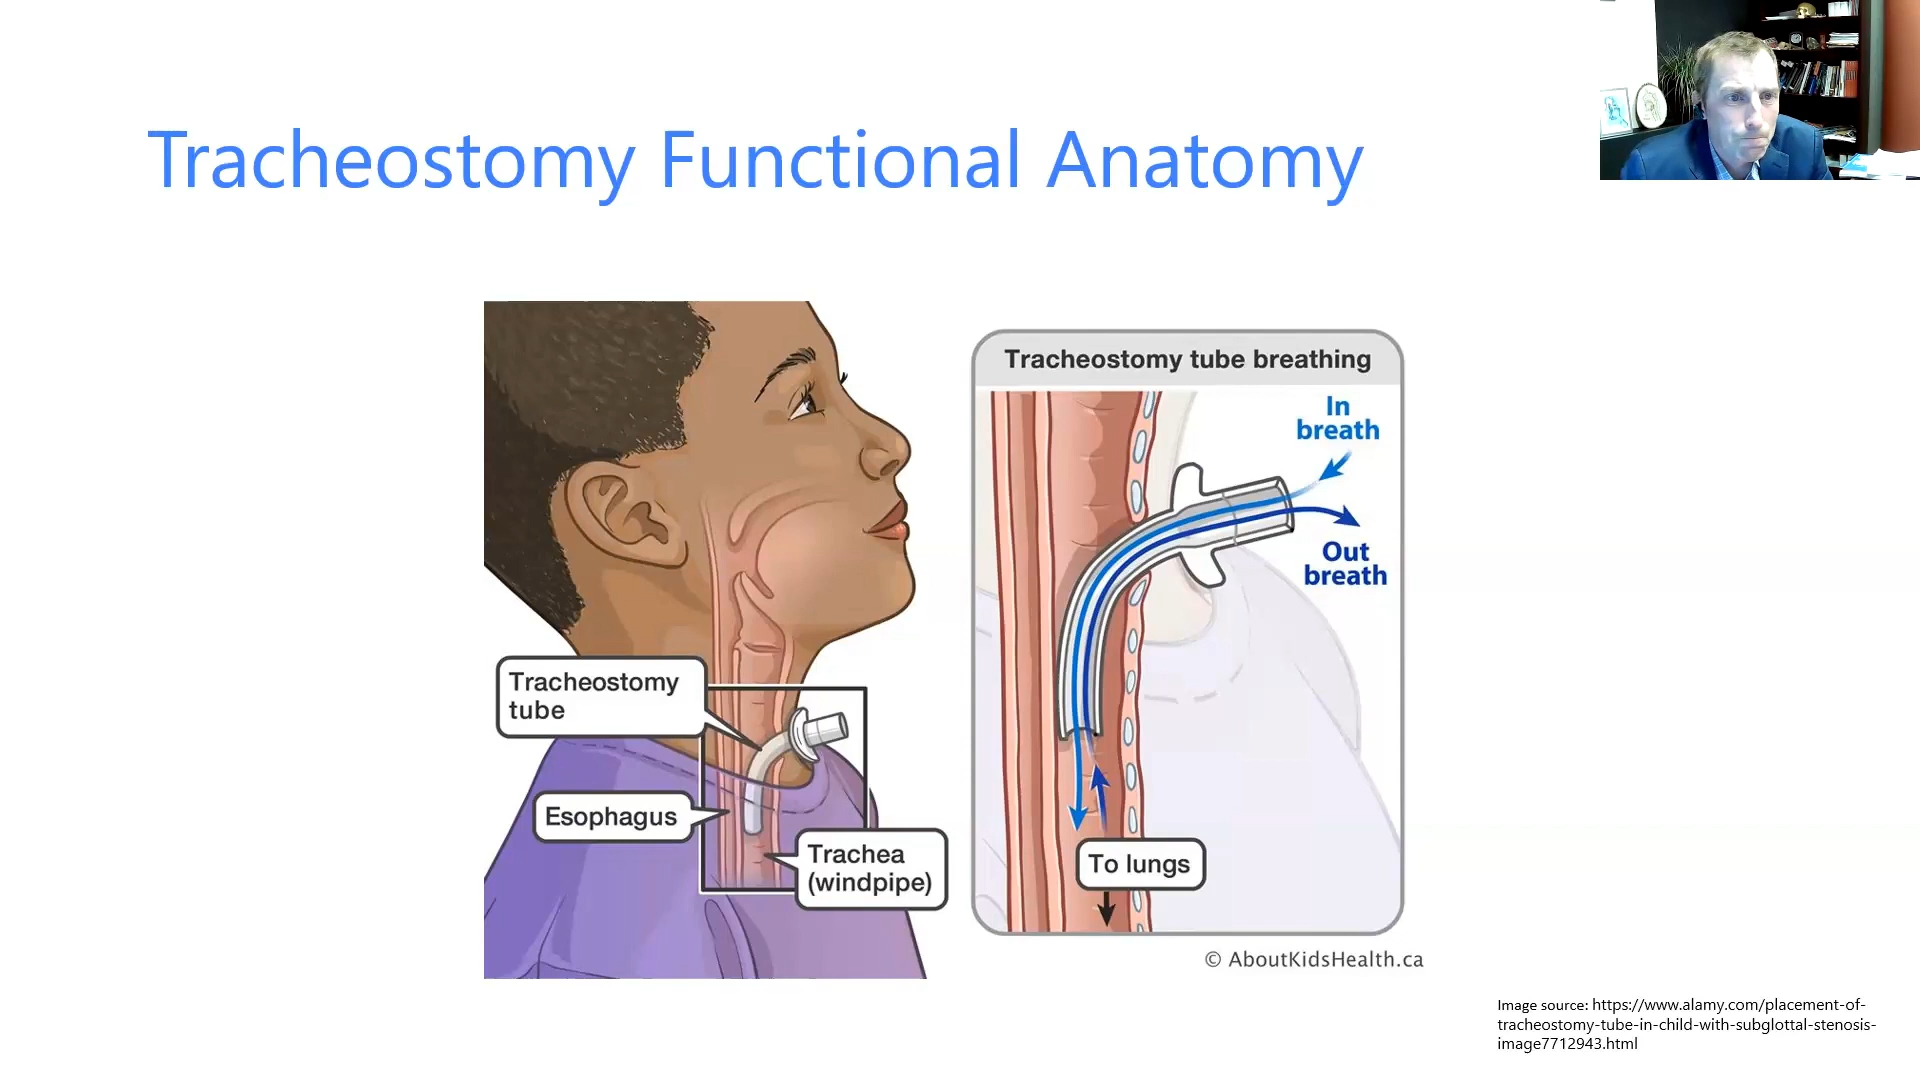 Tracheostomy Functional Anatomy
Tracheostomy
tube
Esophagus
Trachea
(windpipe)
Tracheostomy tube breathing
In
breath
Out
breath
To lungs
© AboutKidsHealth.ca
Image source: https://www.alamy.com/placement-of-
tracheostomy-tube-in-child-with-subglottal-stenosis-
image7712943.html